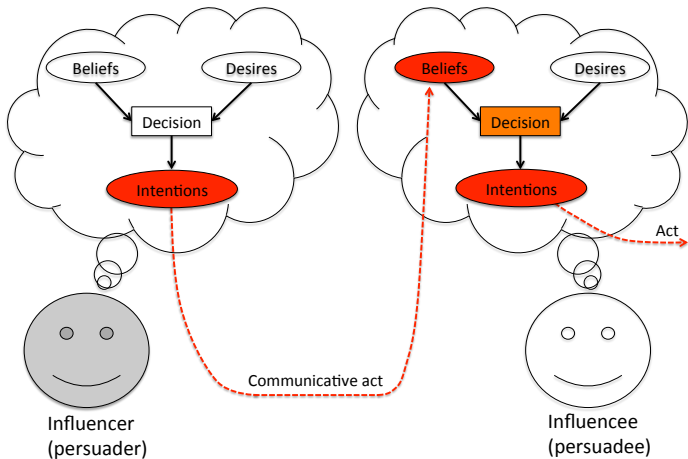 Beliefs
Desires
Decision
Intentions
Beliefs
Desires
Decision
Intentions
Act
Communicative act
Influencer
(persuader)
Influencee
(persuadee)